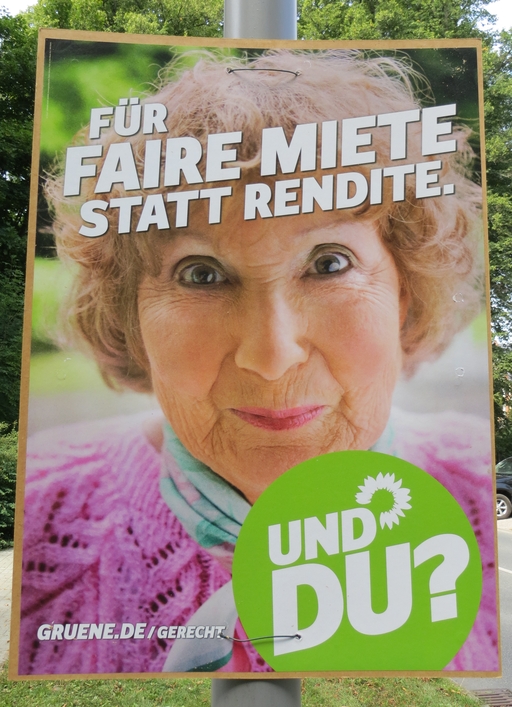 FÜR
FAIRE MIETE
STATT RENDITE.
UND
DU?
GRUENE.DE / GERECHT